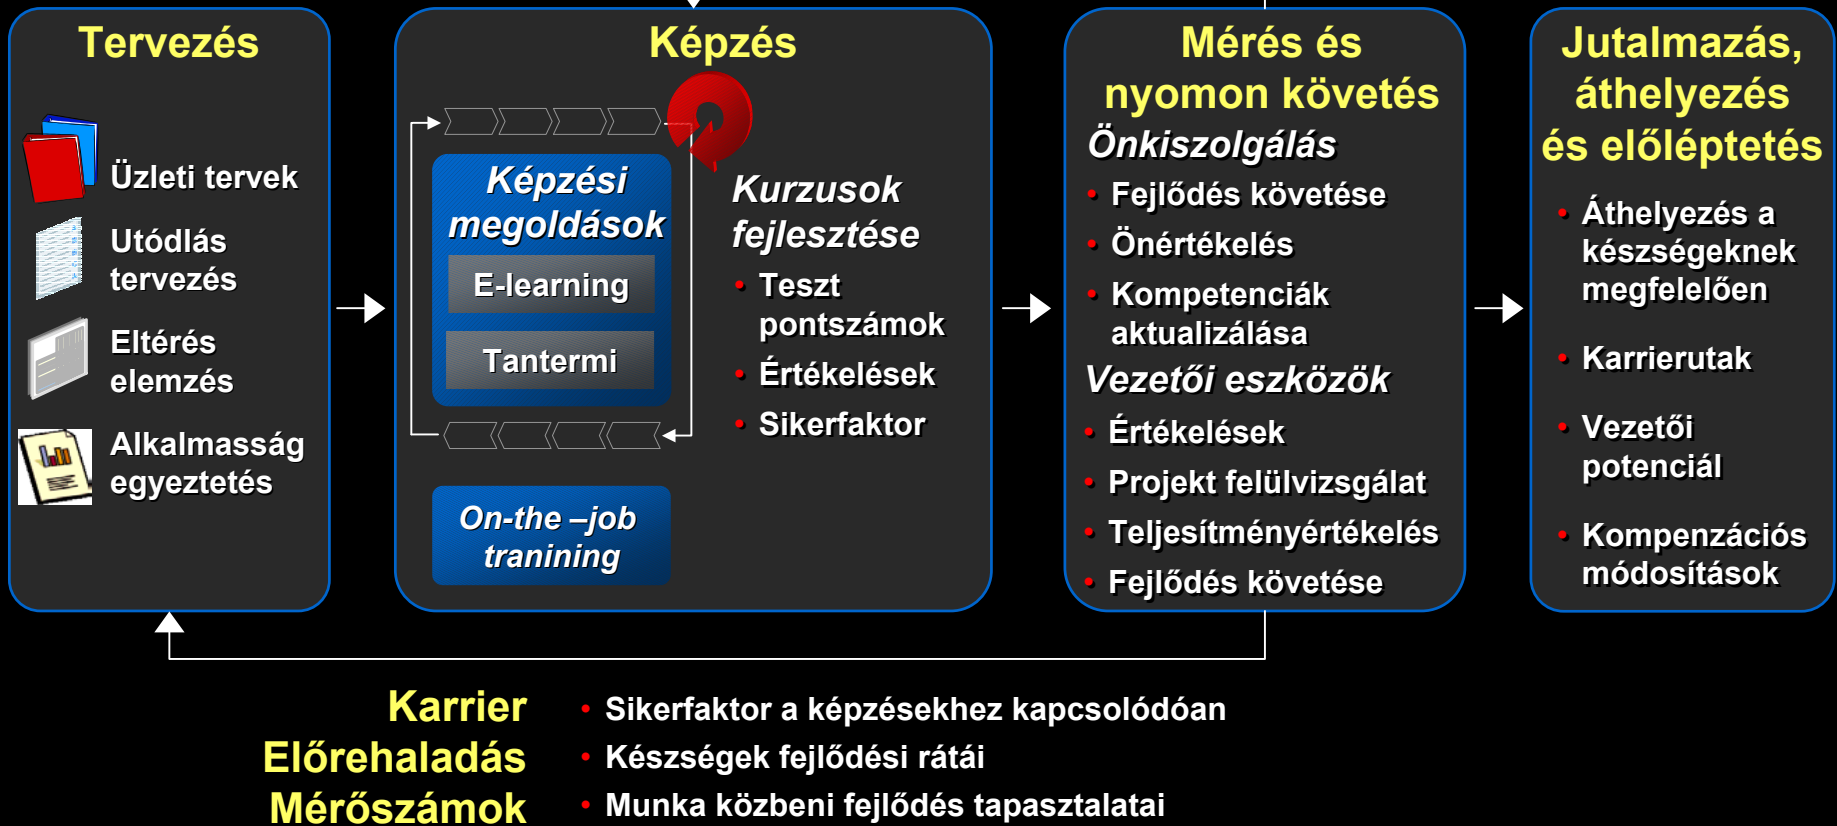 Tervezés
Üzleti tervek
Utódlás
tervezés
Eltérés
elemzés
Alkalmasság
egyeztetés
Képzés
Képzési
megoldások
E-learning
Tantermi
On-the –job
tranining
Kurzusok
fejlesztése
• Teszt
pontszámok
• Értékelések
• Sikerfaktor
Mérés és
nyomon követés
Önkiszolgálás
• Fejlődés követése
• Önértékelés
• Kompetenciák
aktualizálása
Vezetői eszközök
• Értékelések
• Projekt felülvizsgálat
• Teljesítményértékelés
• Fejlődés követése
Jutalmazás,
áthelyezés
és előléptetés
• Áthelyezés a
készségeknek
megfelelően
• Karrierutak
• Vezetői
potenciál
• Kompenzációs
módosítások
Karrier
Előrehaladás
Mérőszámok
• Sikerfaktor a képzésekhez kapcsolódóan
• Készségek fejlődési rátái
• Munka közbeni fejlődés tapasztalatai